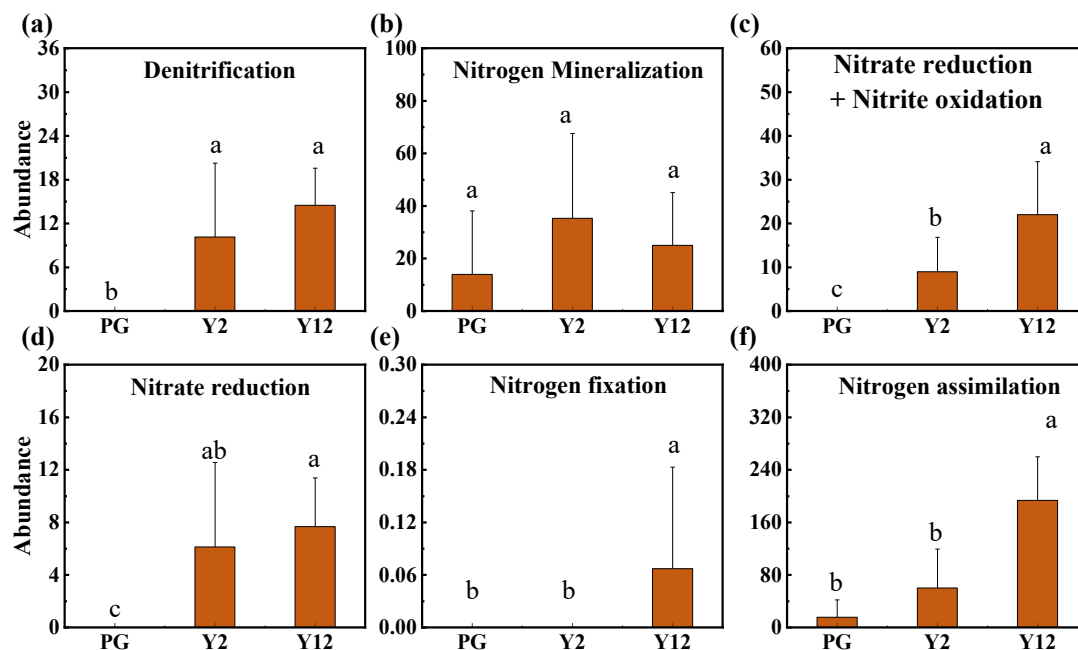 (a)
Denitrification
Abundance
36
30
24
18
12
6
0
b
a
a
PG
Y2
Y12
(b)
Nitrogen Mineralization
100
80
60
40
20
0
a
a
a
PG
Y2
Y12
(c)
Nitrate reduction
+ Nitrite oxidation
60
50
40
30
20
10
0
c
b
a
PG
Y2
Y12
(d)
Nitrate reduction
Abundance
20
16
12
8
4
0
c
ab
a
PG
Y2
Y12
(e)
Nitrogen fixation
0.30
0.24
0.18
0.12
0.06
0.00
b
b
a
PG
Y2
Y12
(f)
Nitrogen assimilation
400
320
240
160
80
0
b
b
a
PG
Y2
Y12